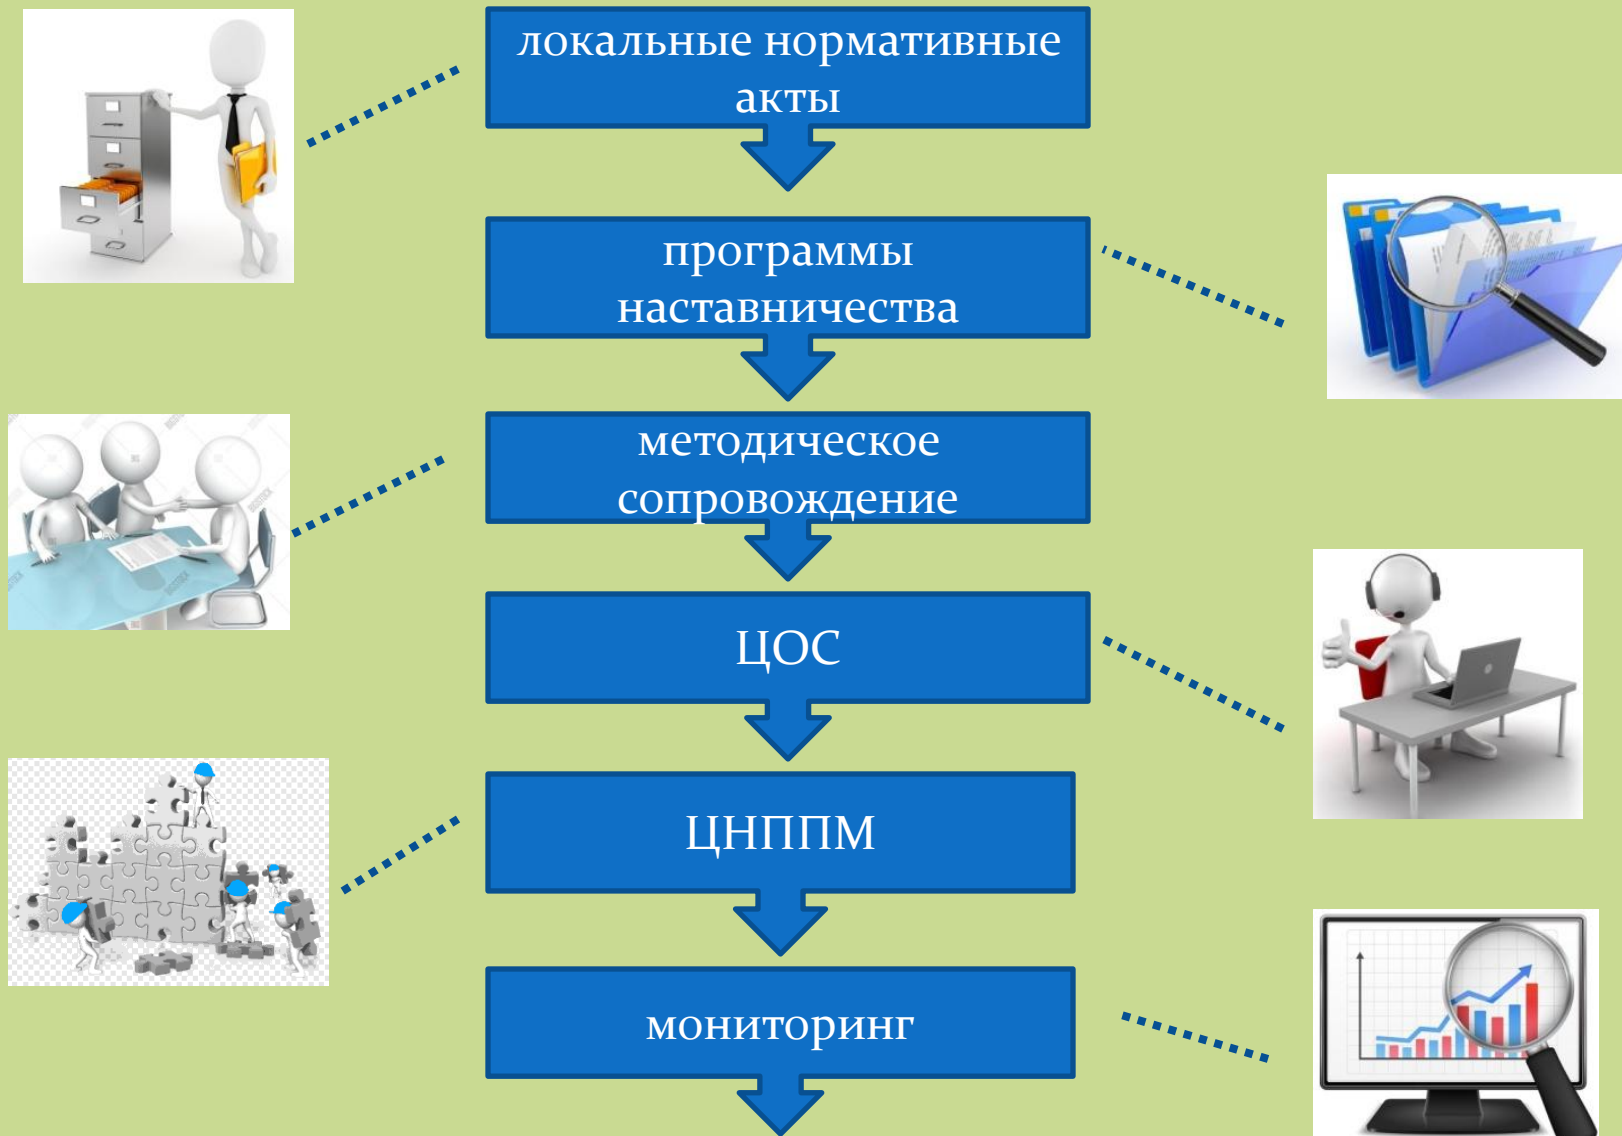 локальные нормативные
акты
программы
наставничества
методическое
сопровождение
ЦОС
ЦНППМ
мониторинг